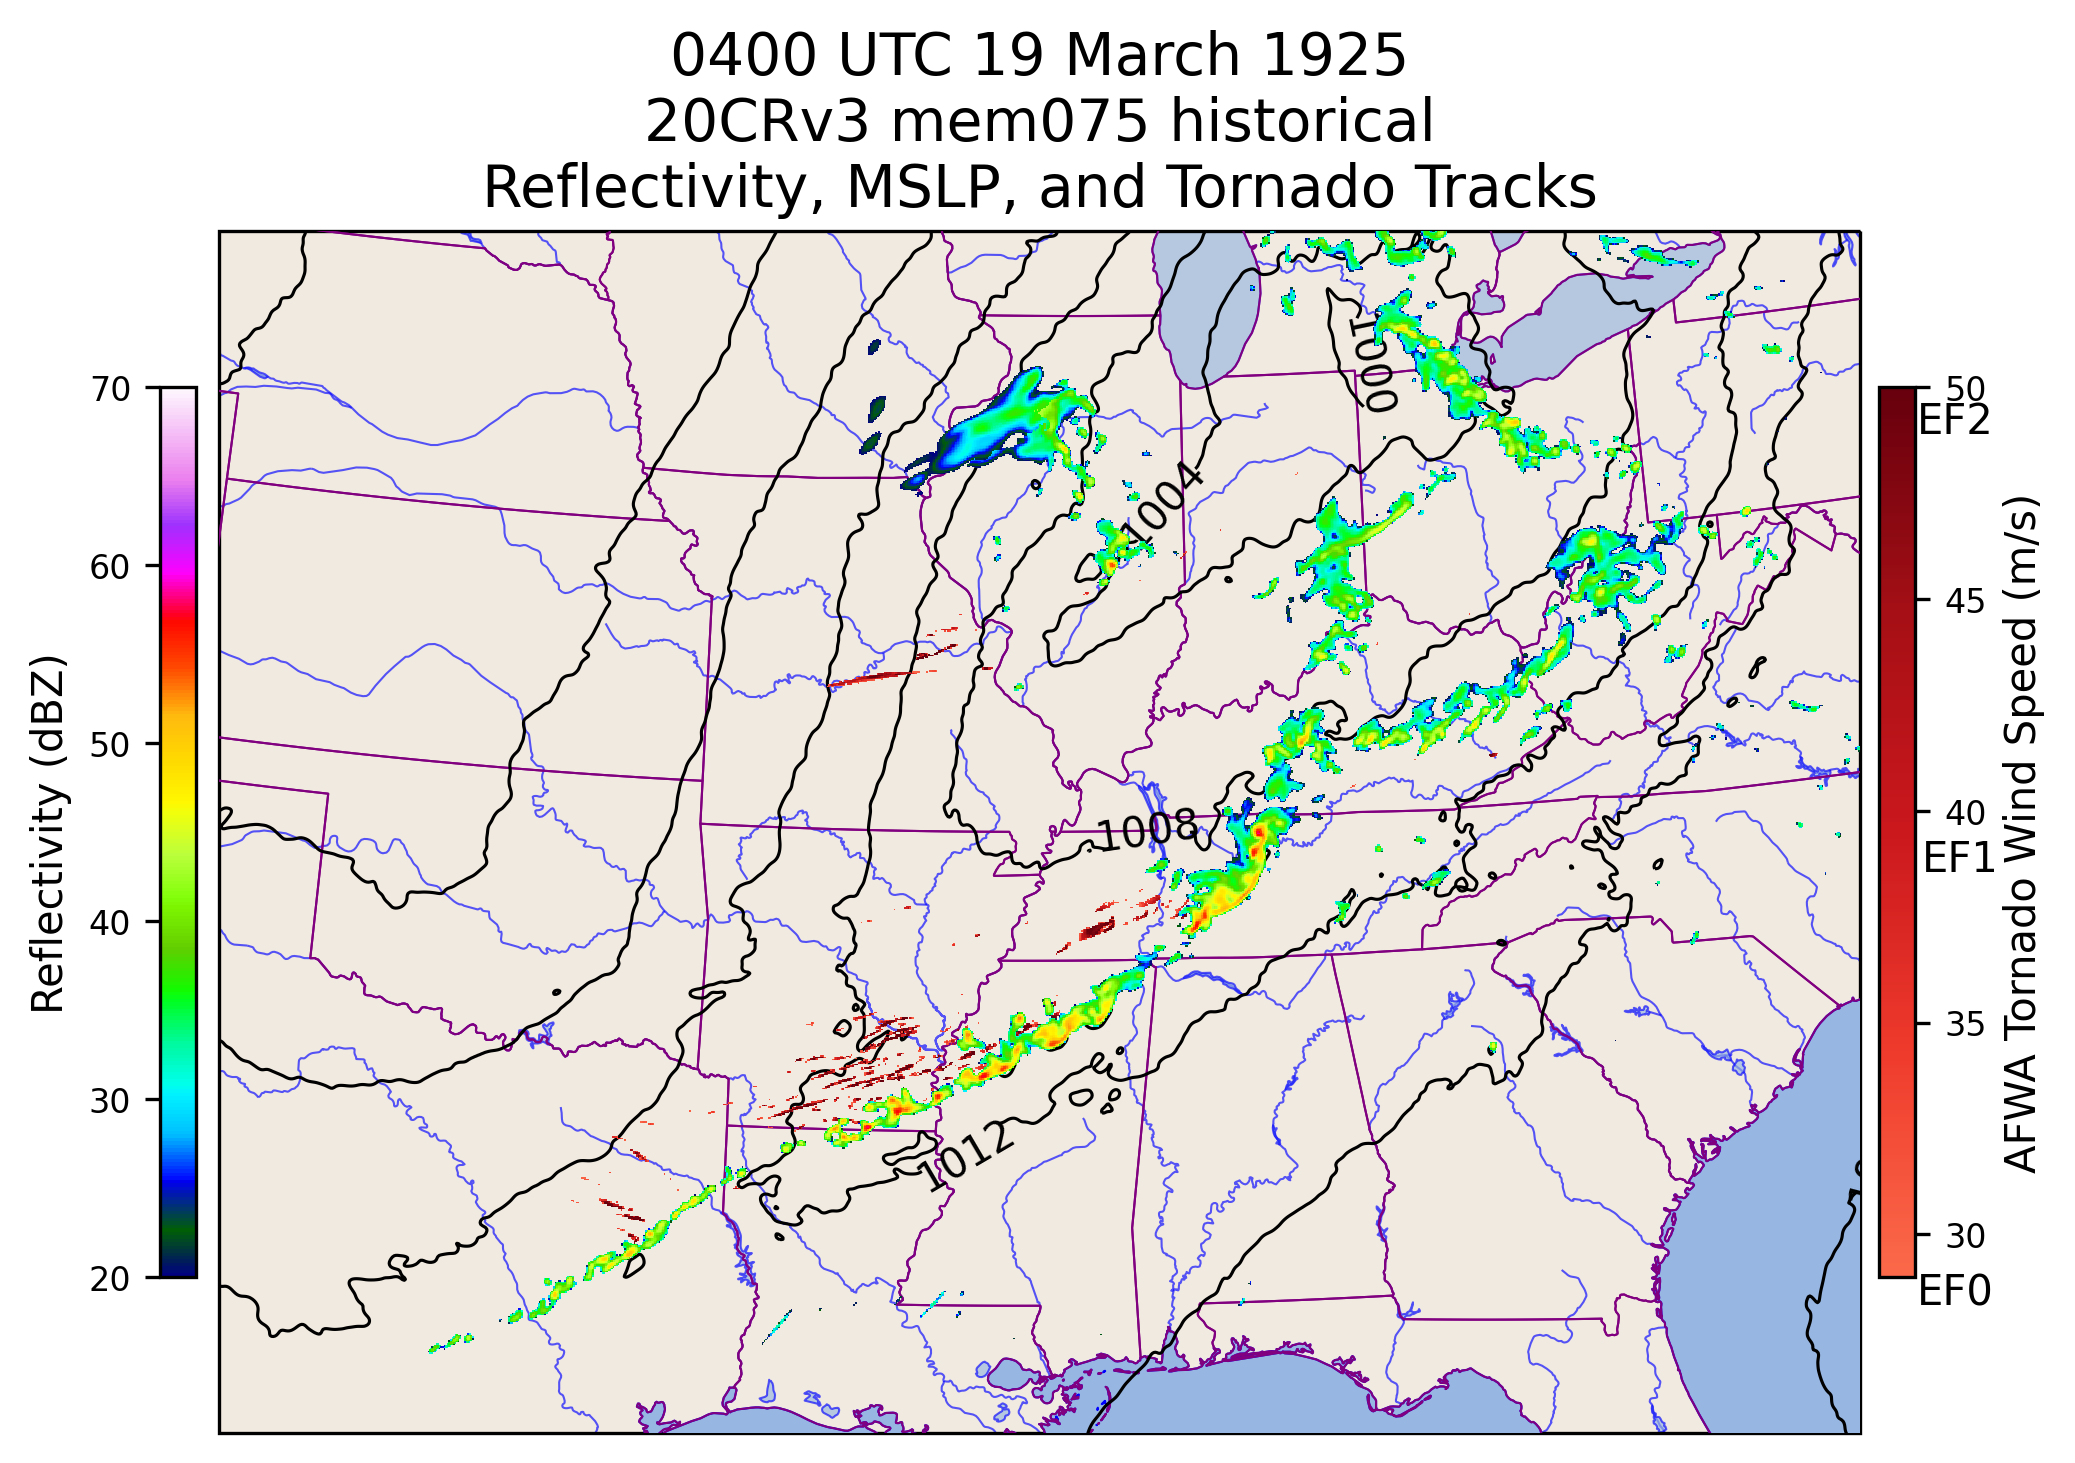 0400 UTC 19 March 1925
20CRv3 mem075 historical
Reflectivity, MSLP, and Tornado Tracks
1000
1004
1008
1012
Reflectivity (dBZ)
70
60
50
40
30
20
50
EF2
45
40
EF1
35
30
EF0
AFWA Tornado Wind Speed (m/s)